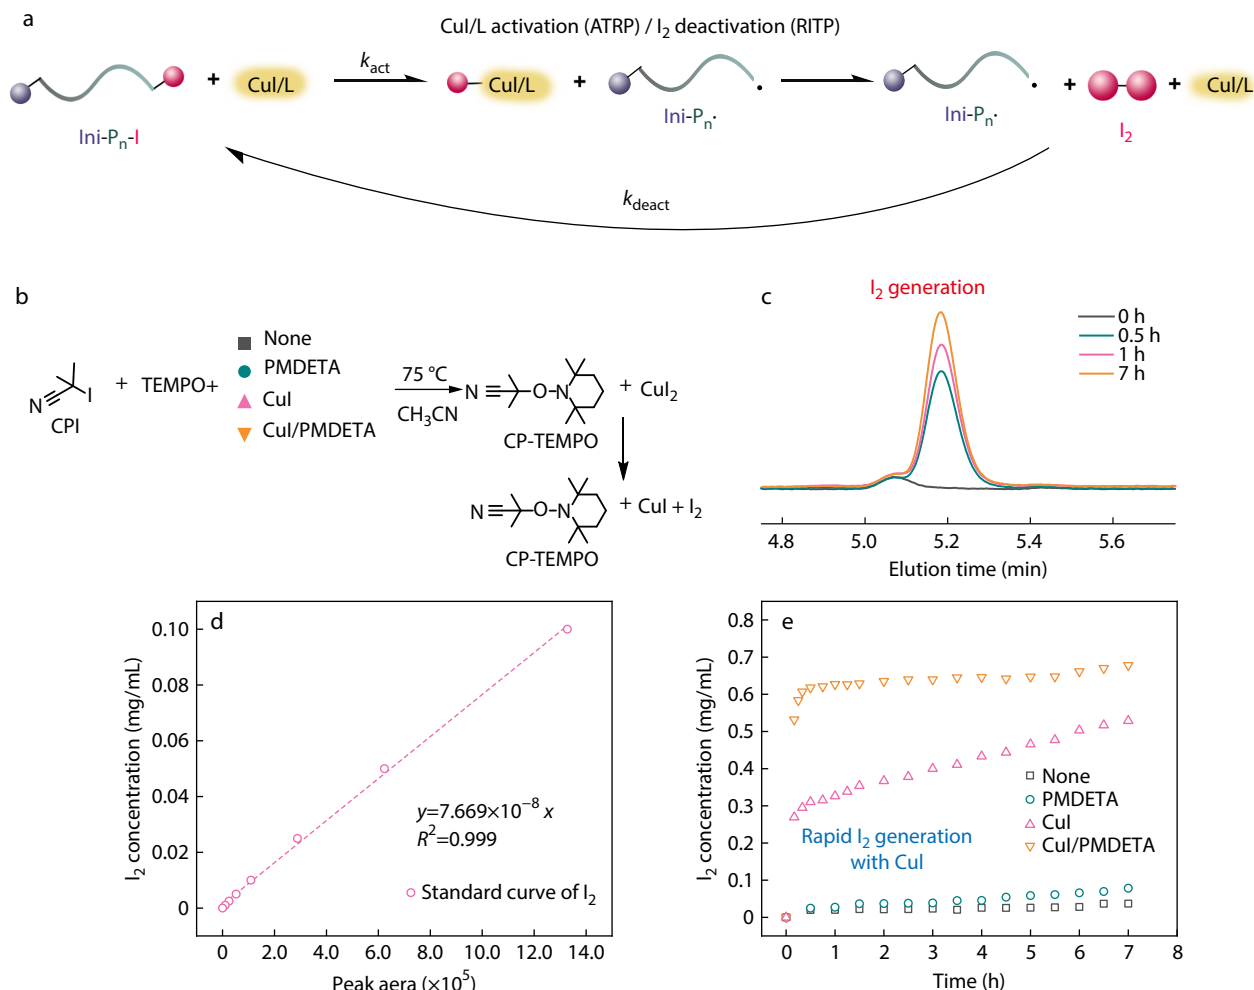 a
CuI/L activation (ATRP) / I₂ deactivation (RITP)
+ CuI/L
kact
CuI/L +
+ + CuI/L
Ini-Pₙ-I
Ini-Pₙ·
Ini-Pₙ·
I₂
kdeact
b
None
PMDETA
CuI
CuI/PMDETA
N
I
CPI
+ TEMPO+
75 °C
CH₃CN
N O N + CuI₂
CP-TEMPO
N O N + CuI + I₂
CP-TEMPO
c
I₂ generation
0 h
0.5 h
1 h
7 h
4.8 5.0 5.2 5.4 5.6
Elution time (min)
d
0.10
0.08
0.06
0.04
0.02
0
I₂ concentration (mg/mL)
y=7.669×10⁻⁸ x
R²=0.999
Standard curve of I₂
0 2.0 4.0 6.0 8.0 10.0 12.0 14.0
Peak aera (×10⁵)
e
0.8
0.7
0.6
0.5
0.4
0.3
0.2
0.1
0
I₂ concentration (mg/mL)
None
PMDETA
CuI
CuI/PMDETA
Rapid I₂ generation
with CuI
0 1 2 3 4 5 6 7 8
Time (h)